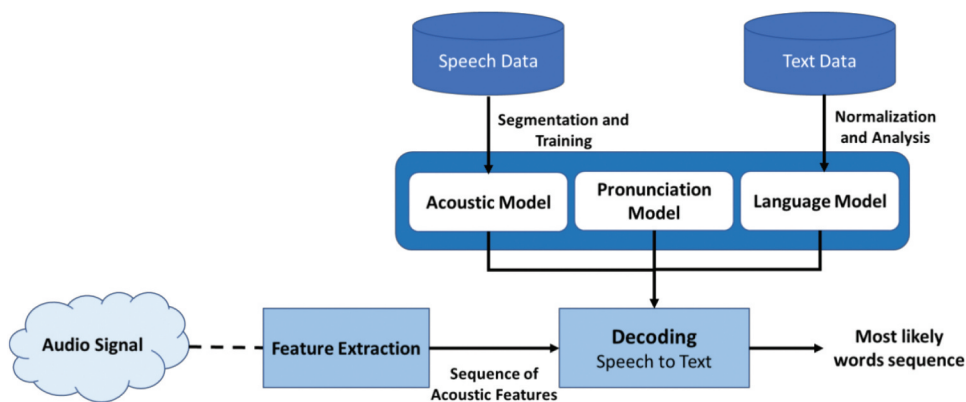 Speech Data
Text Data
Segmentation and
Training
Normalization
and Analysis
Acoustic Model
Pronunciation
Model
Language Model
Audio Signal
Feature Extraction
Sequence of
Acoustic Features
Decoding
Speech to Text
Most likely
words sequence